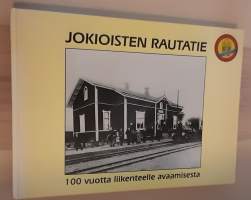 JOKIOISTEN RAUTATIE
100 vuotta liikenteelle avaamisesta